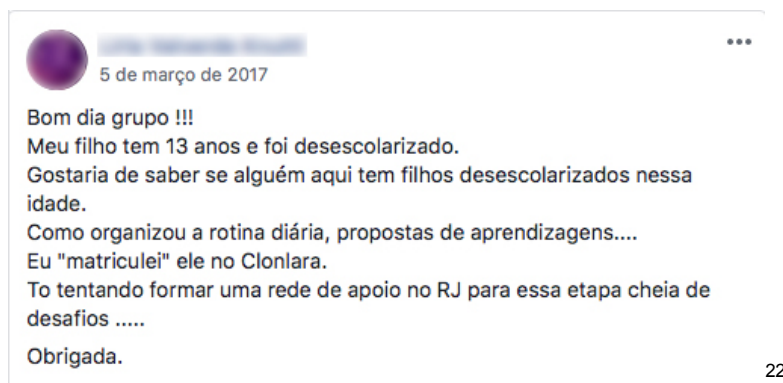 5 de março de 2017
Bom dia grupo !!!
Meu filho tem 13 anos e foi desescolarizado.
Gostaria de saber se alguém aqui tem filhos desescolarizados nessa
idade.
Como organizou a rotina diária, propostas de aprendizagens....
Eu "matriculei" ele no Clonlara.
To tentando formar uma rede de apoio no RJ para essa etapa cheia de
desafios .....
Obrigada.
22